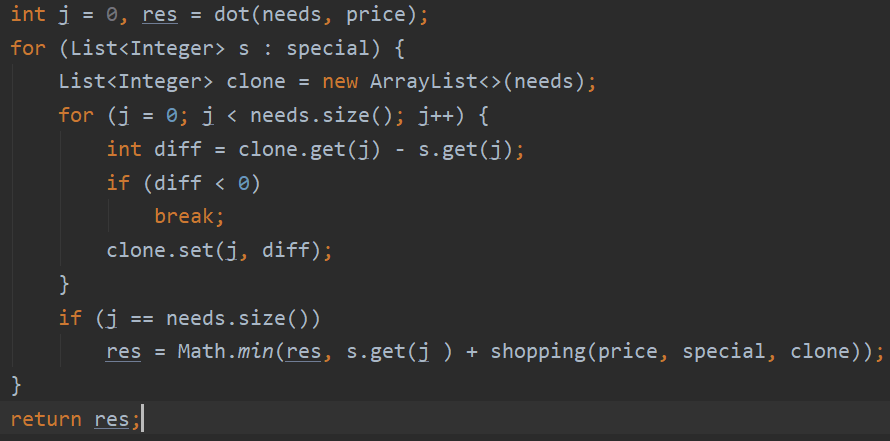 int j = 0, res = dot(needs, price);
for (List<Integer> s : special) {
List<Integer> clone = new ArrayList<>(needs);
for (j = 0; j < needs.size(); j++) {
int diff = clone.get(j) - s.get(j);
if (diff < 0)
break;
clone.set(j, diff);
}
if (j == needs.size())
res = Math.min(res, s.get(j ) + shopping(price, special, clone));
}
return res;